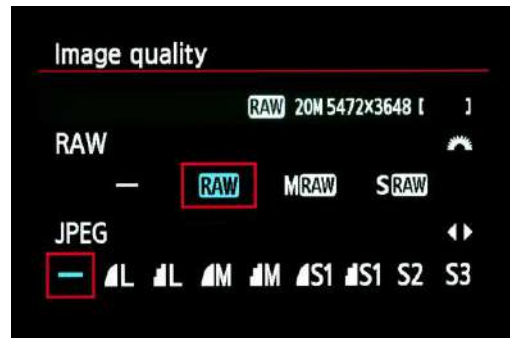 Image quality
RAW 20M 5472x3648 [ ]
RAW
— RAW MRAW SRAW
JPEG
— L L M M S1 S1 S2 S3